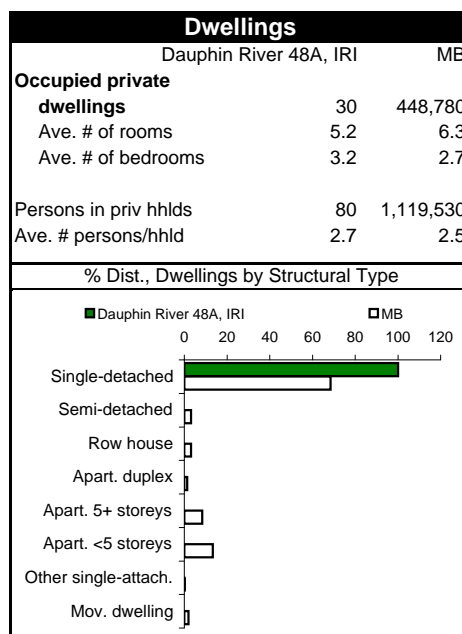 Dwellings
Dauphin River 48A, IRI MB
Occupied private
dwellings 30 448,780
Ave. # of rooms 5.2 6.3
Ave. # of bedrooms 3.2 2.7
Persons in priv hhlds 80 1,119,530
Ave. # persons/hhld 2.7 2.5
% Dist., Dwellings by Structural Type
Dauphin River 48A, IRI MB
0 20 40 60 80 100 120
Single-detached
Semi-detached
Row house
Apart. duplex
Apart. 5+ storeys
Apart. <5 storeys
Other single-attach.
Mov. dwelling